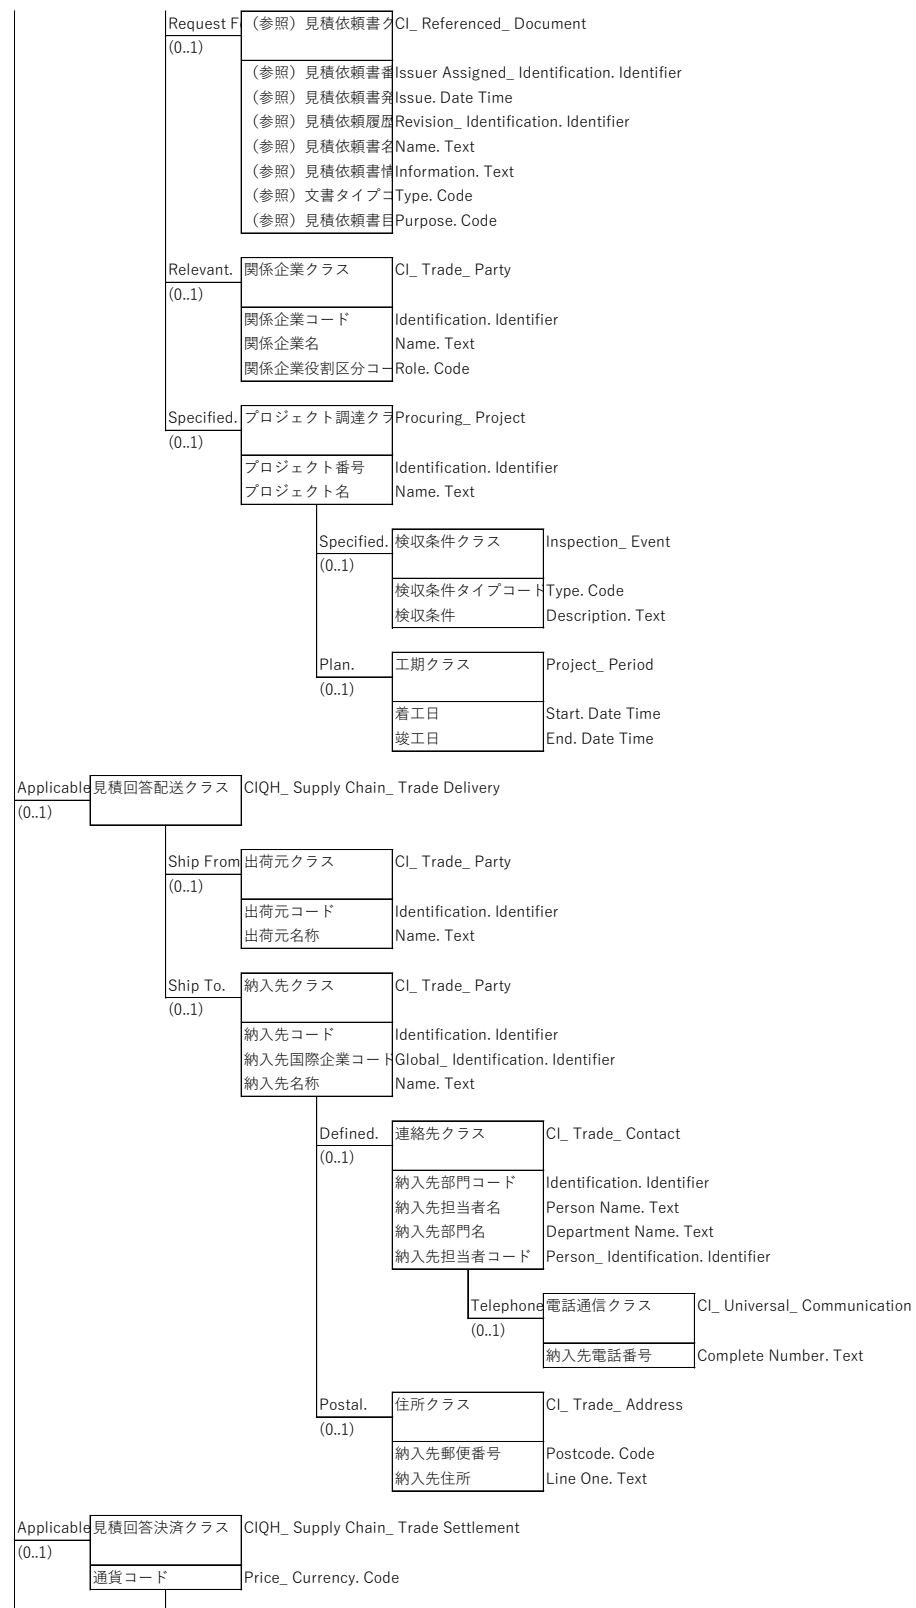 Request F （参照）見積依頼書ク CI_ Referenced_ Document
(0..1)
（参照）見積依頼書番 Issuer Assigned_ Identification. Identifier
（参照）見積依頼書発 Issue. Date Time
（参照）見積依頼履歴 Revision_ Identification. Identifier
（参照）見積依頼書名 Name. Text
（参照）見積依頼書情 Information. Text
（参照）文書タイプコ Type. Code
（参照）見積依頼書目 Purpose. Code
Relevant. 関係企業クラス CI_ Trade_ Party
(0..1)
関係企業コード Identification. Identifier
関係企業名 Name. Text
関係企業役割区分コー Role. Code
Specified. プロジェクト調達クラ Procuring_ Project
(0..1)
プロジェクト番号 Identification. Identifier
プロジェクト名 Name. Text
Specified. 検収条件クラス Inspection_ Event
(0..1)
検収条件タイプコード Type. Code
検収条件 Description. Text
Plan. 工期クラス Project_ Period
(0..1)
着工日 Start. Date Time
竣工日 End. Date Time
Applicable 見積回答配送クラス CIQH_ Supply Chain_ Trade Delivery
(0..1)
Ship From 出荷元クラス CI_ Trade_ Party
(0..1)
出荷元コード Identification. Identifier
出荷元名称 Name. Text
Ship To. 納入先クラス CI_ Trade_ Party
(0..1)
納入先コード Identification. Identifier
納入先国際企業コード Global_ Identification. Identifier
納入先名称 Name. Text
Defined. 連絡先クラス CI_ Trade_ Contact
(0..1)
納入先部門コード Identification. Identifier
納入先担当者名 Person Name. Text
納入先部門名 Department Name. Text
納入先担当者コード Person_ Identification. Identifier
Telephone 電話通信クラス CI_ Universal_ Communication
(0..1)
納入先電話番号 Complete Number. Text
Postal. 住所クラス CI_ Trade_ Address
(0..1)
納入先郵便番号 Postcode. Code
納入先住所 Line One. Text
Applicable 見積回答決済クラス CIQH_ Supply Chain_ Trade Settlement
(0..1)
通貨コード Price_ Currency. Code